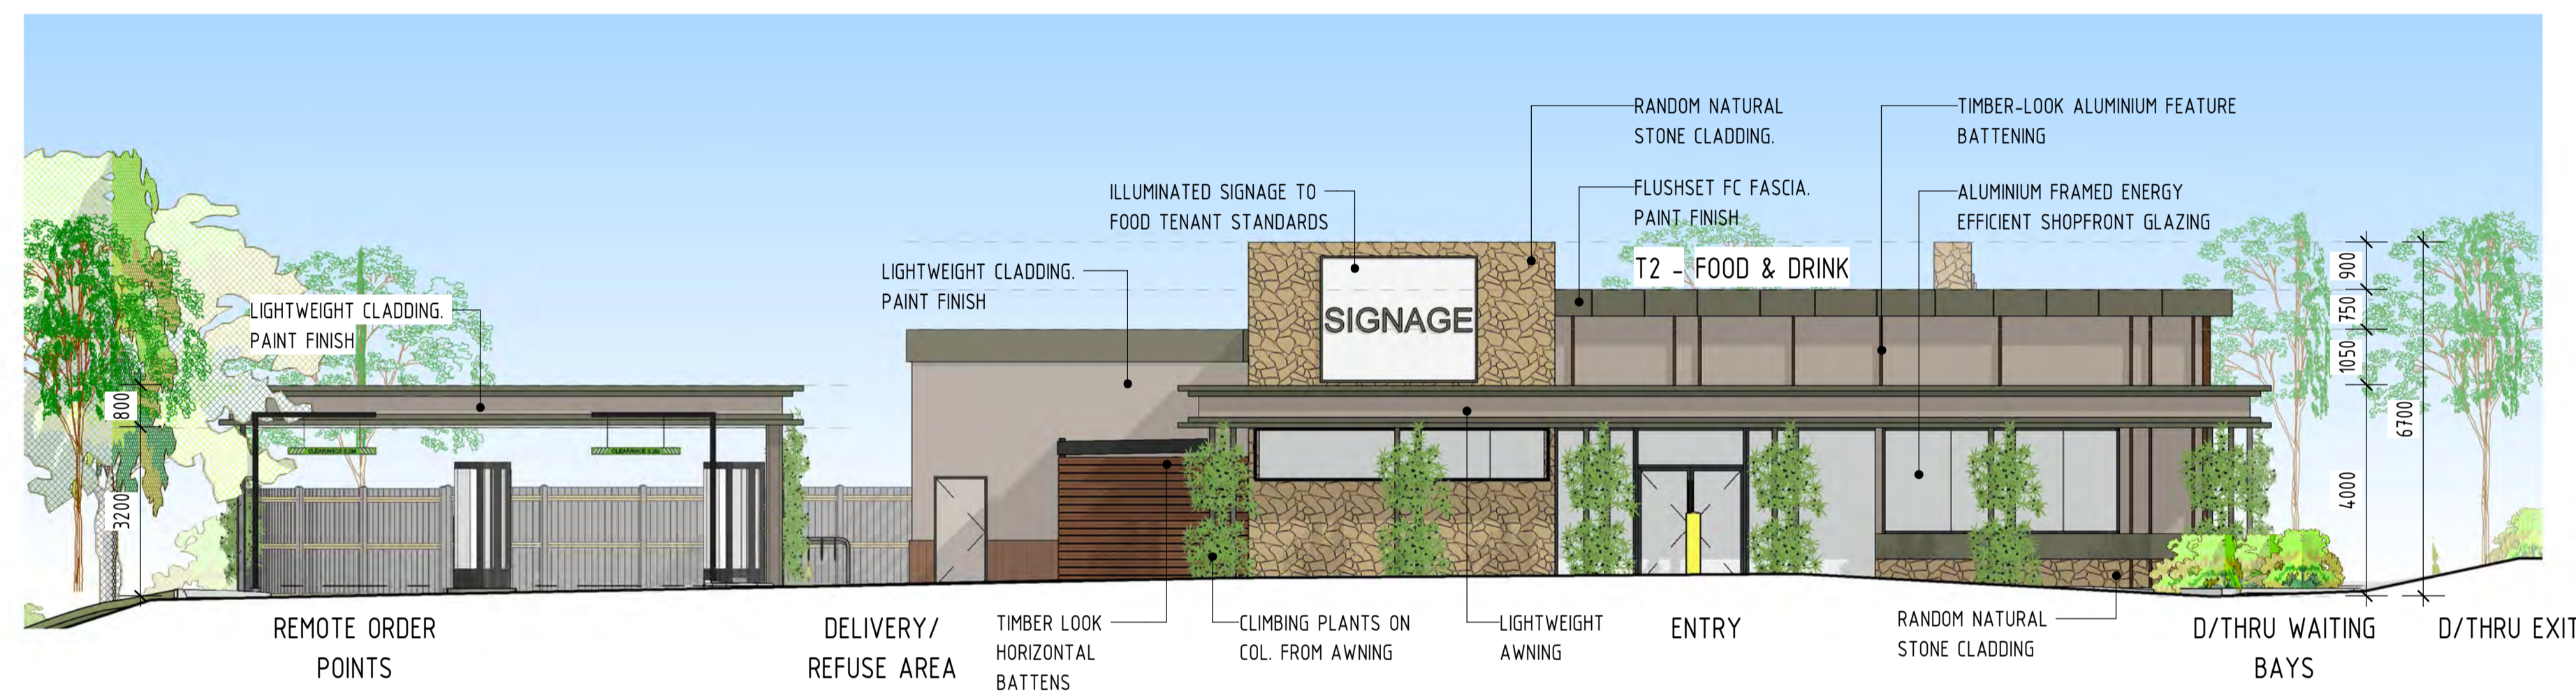 RANDOM NATURAL
STONE CLADDING.
TIMBER-LOOK ALUMINIUM FEATURE
BATTENING
ILLUMINATED SIGNAGE TO
FOOD TENANT STANDARDS
FLUSHSET FC FASCIA.
PAINT FINISH
ALUMINIUM FRAMED ENERGY
EFFICIENT SHOPFRONT GLAZING
T2 - FOOD & DRINK
LIGHTWEIGHT CLADDING.
PAINT FINISH
LIGHTWEIGHT CLADDING.
PAINT FINISH
SIGNAGE
900
750
1050
4000
6700
800
3200
REMOTE ORDER
POINTS
DELIVERY/
REFUSE AREA
TIMBER LOOK
HORIZONTAL
BATTENS
CLIMBING PLANTS ON
COL. FROM AWNING
LIGHTWEIGHT
AWNING
ENTRY
RANDOM NATURAL
STONE CLADDING
D/THRU WAITING
BAYS
D/THRU EXIT